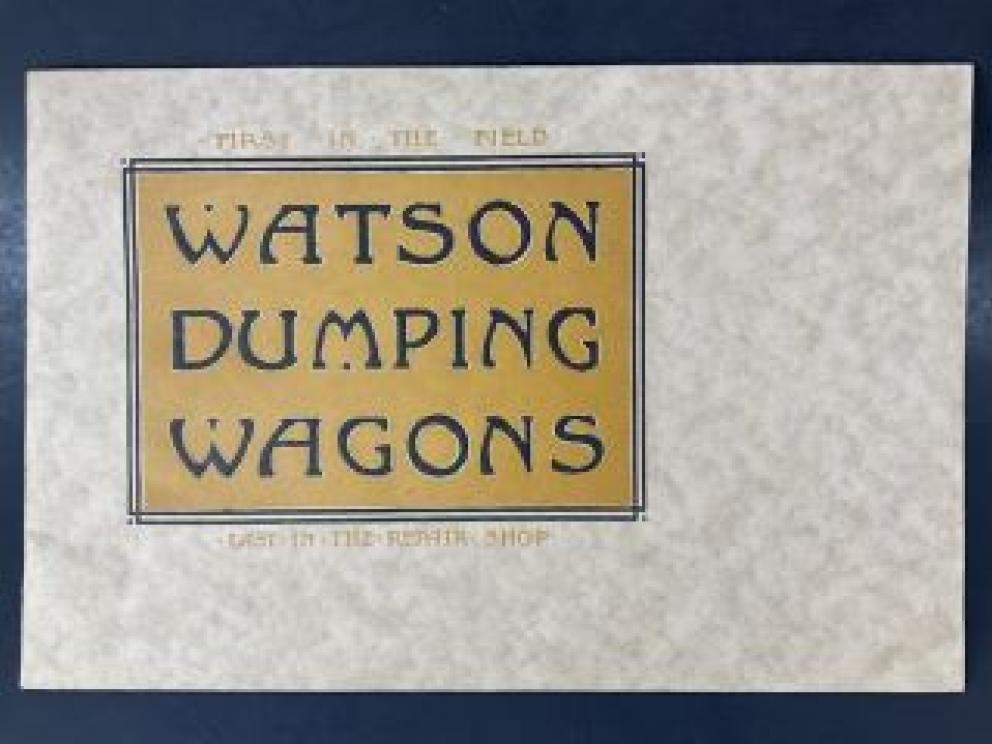 · FIRST IN THE FIELD
WATSON
DUMPING
WAGONS
· LAST · IN · THE · REPAIR · SHOP